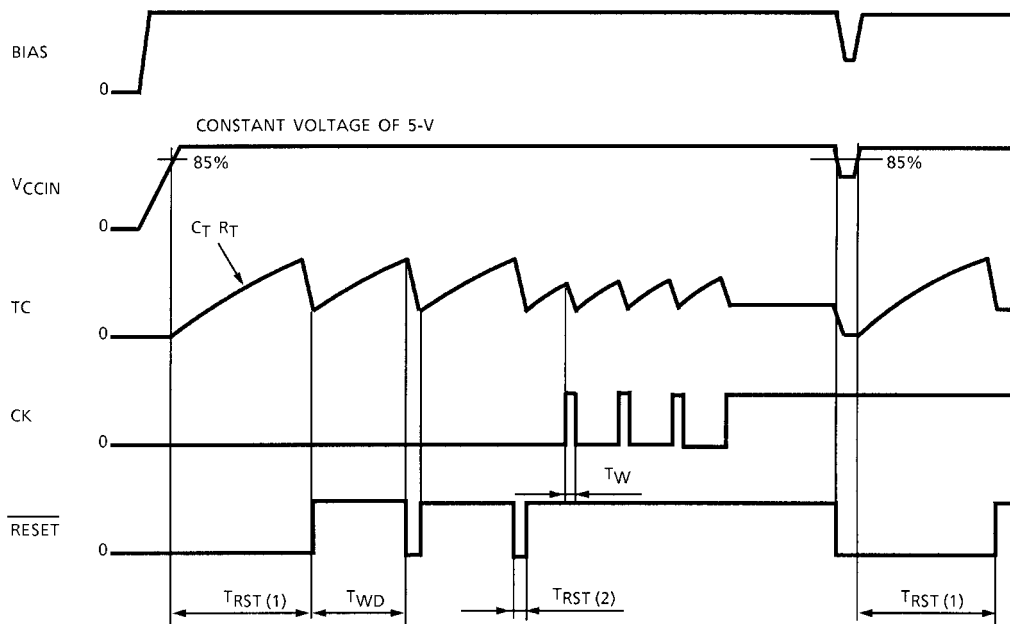 BIAS
0
CONSTANT VOLTAGE OF 5-V
85%
85%
VCCIN
0
CT RT
TC
0
CK
0
TW
RESET
0
TRST (1)
TWD
TRST (2)
TRST (1)